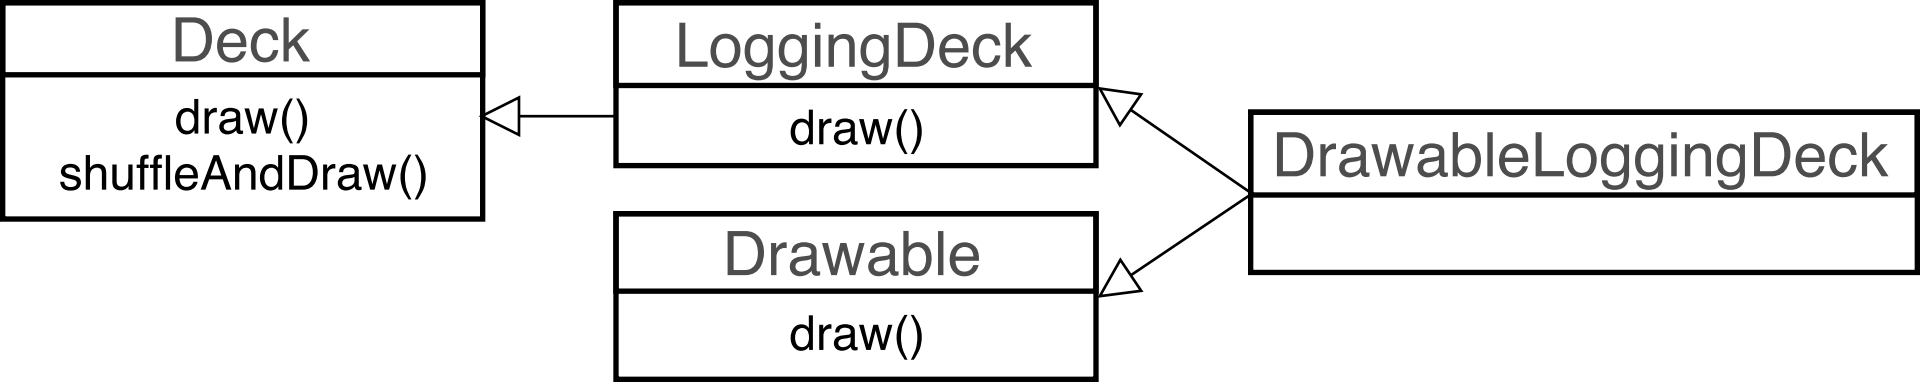 Deck
draw()
shuffleAndDraw()
LoggingDeck
draw()
Drawable
draw()
DrawableLoggingDeck